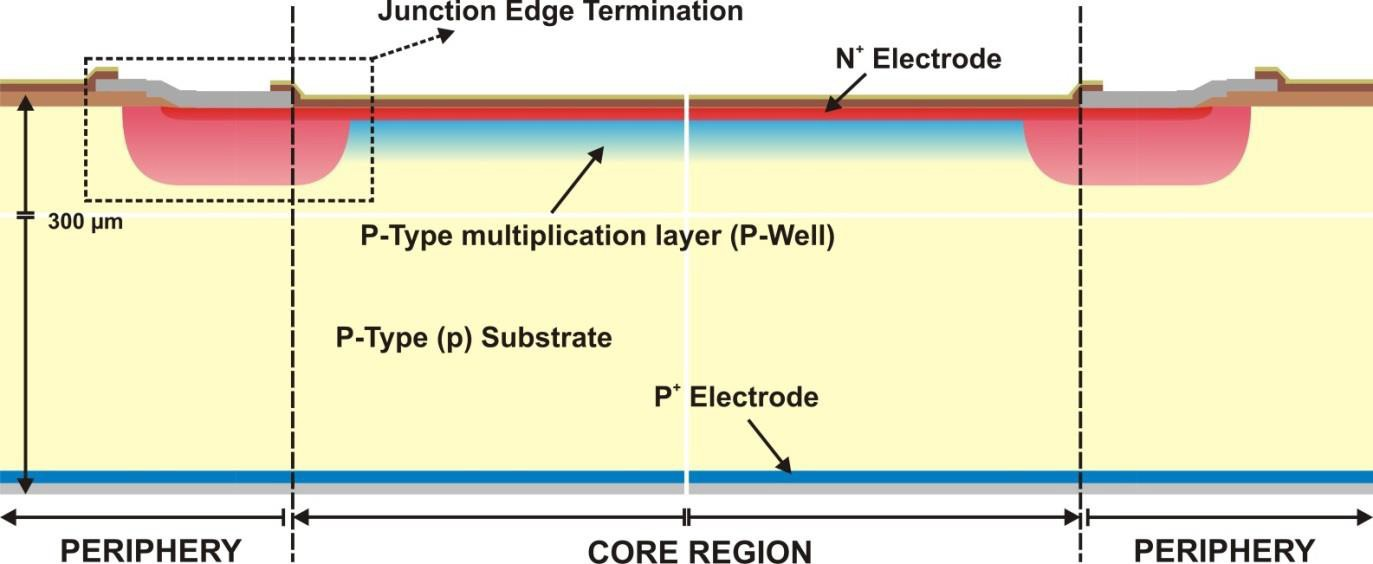 Junction Edge Termination
N⁺ Electrode
300 µm
P-Type multiplication layer (P-Well)
P-Type (p) Substrate
P⁺ Electrode
PERIPHERY
CORE REGION
PERIPHERY